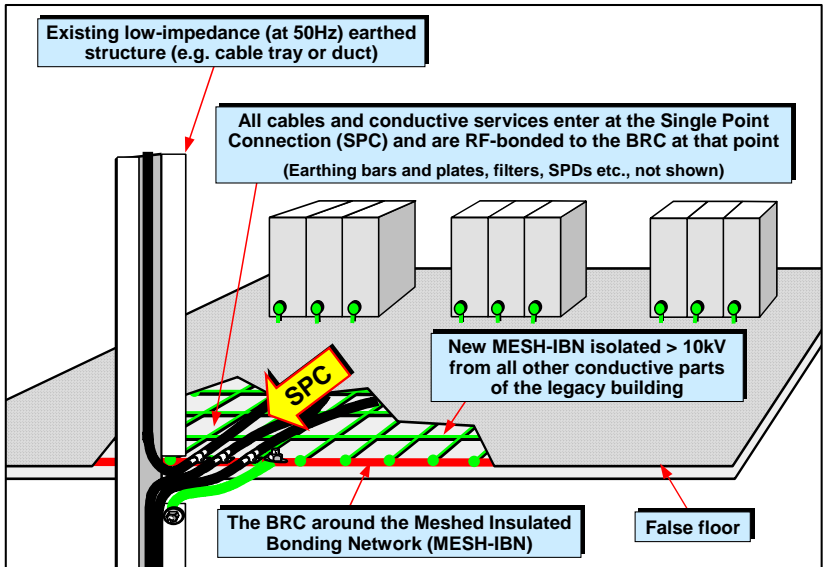 Existing low-impedance (at 50Hz) earthed
structure (e.g. cable tray or duct)
All cables and conductive services enter at the Single Point
Connection (SPC) and are RF-bonded to the BRC at that point
(Earthing bars and plates, filters, SPDs etc., not shown)
New MESH-IBN isolated > 10kV
from all other conductive parts
of the legacy building
SPC
The BRC around the Meshed Insulated
Bonding Network (MESH-IBN)
False floor